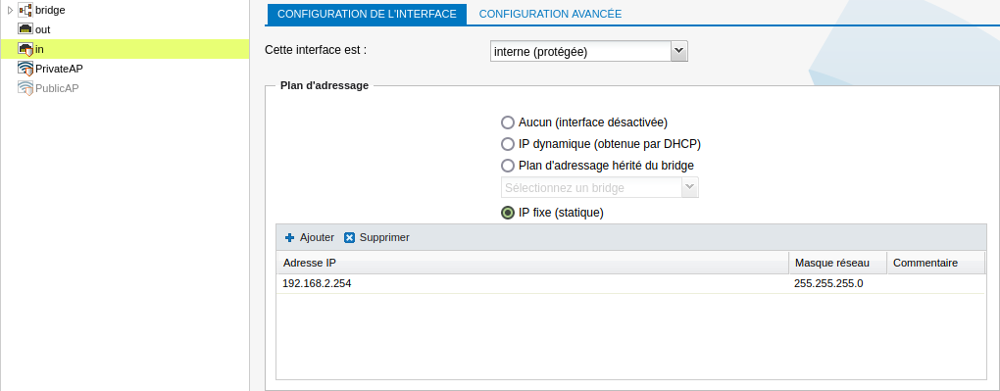 bridge
out
in
PrivateAP
PublicAP
CONFIGURATION DE L'INTERFACE
CONFIGURATION AVANCÉE
Cette interface est :
interne (protégée)
Plan d'adressage
Aucun (interface désactivée)
IP dynamique (obtenue par DHCP)
Plan d'adressage hérité du bridge
Sélectionnez un bridge
IP fixe (statique)
Ajouter
Supprimer
Adresse IP
Masque réseau
Commentaire
192.168.2.254
255.255.255.0